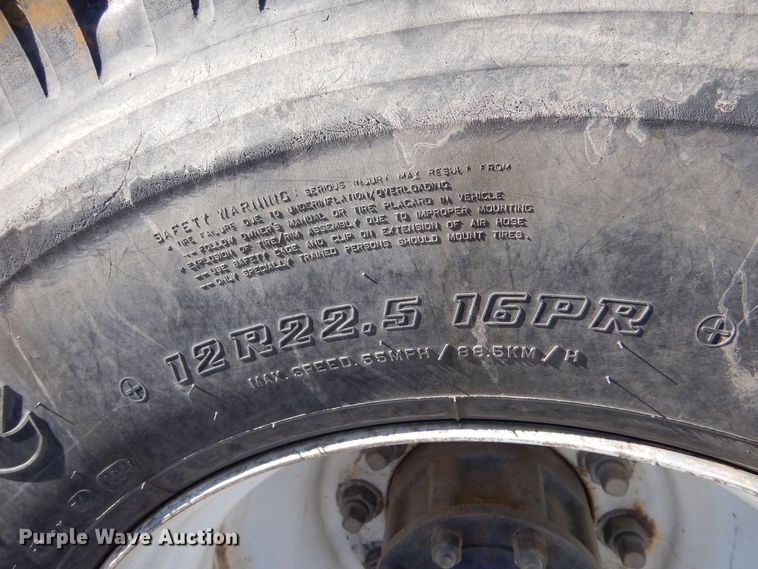 SAFETY WARNING: SERIOUS INJURY MAY RESULT FROM:
• TIRE FAILURE DUE TO UNDERINFLATION/OVERLOADING
-- FOLLOW OWNER'S MANUAL OR TIRE PLACARD IN VEHICLE
• EXPLOSION OF TIRE/RIM ASSEMBLY DUE TO IMPROPER MOUNTING
-- USE SAFETY CAGE AND CLIP ON EXTENSION OF AIR HOSE
-- ONLY SPECIALLY TRAINED PERSONS SHOULD MOUNT TIRES.
12R22.5 16PR
MAX. SPEED. 55MPH / 88.5KM / H
Purple Wave Auction